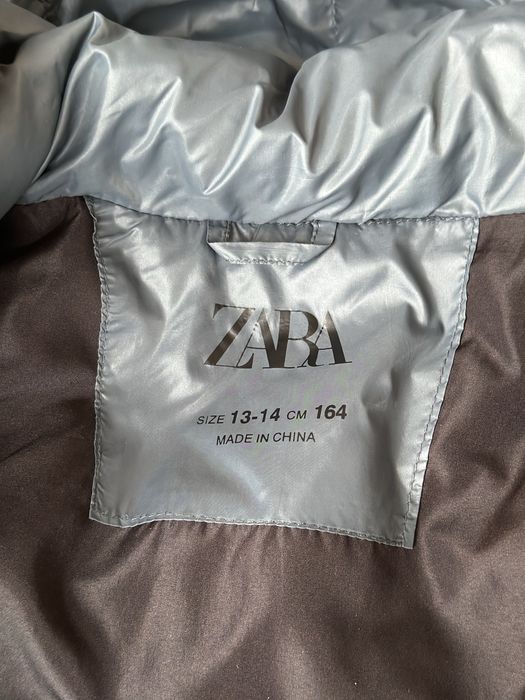 ZARA
SIZE 13-14 CM 164
MADE IN CHINA